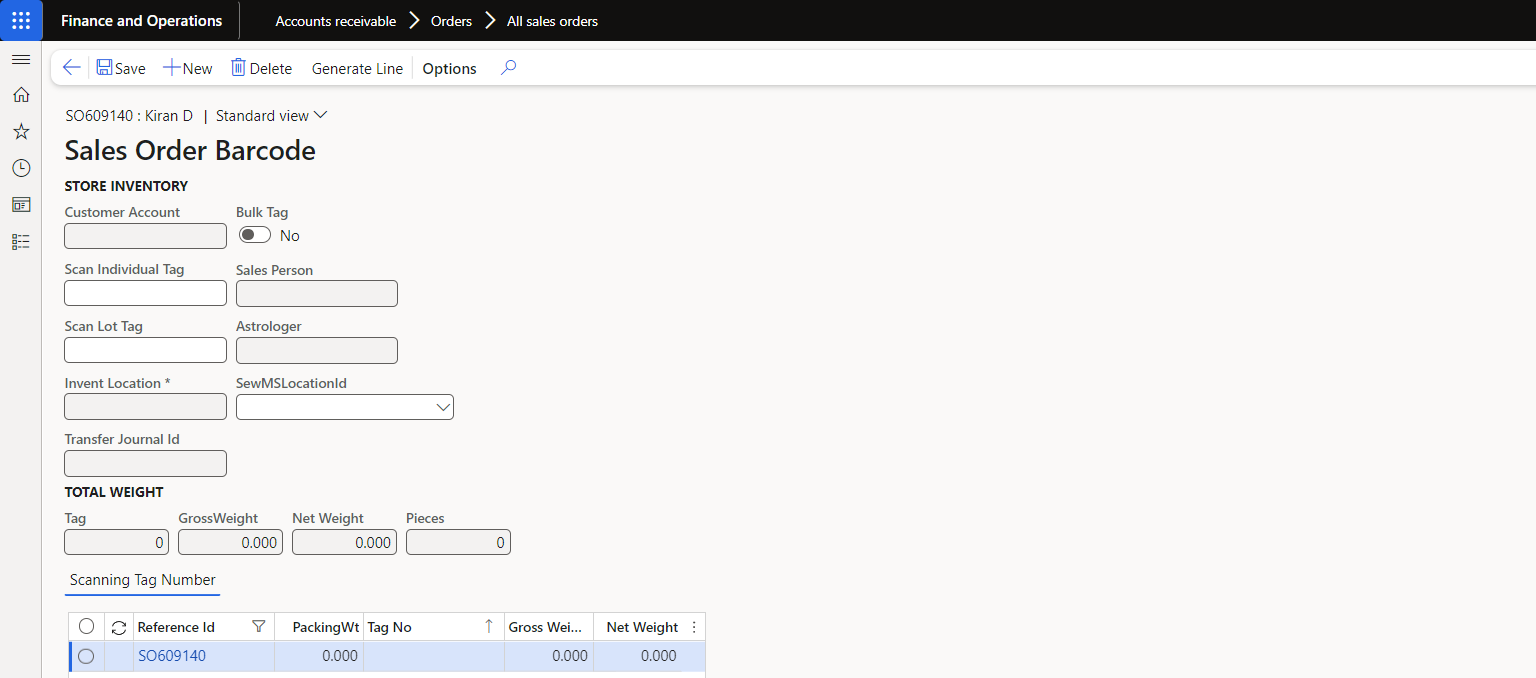 Finance and Operations Accounts receivable Orders All sales orders
Save New Delete Generate Line Options
SO609140 : Kiran D | Standard view
Sales Order Barcode
STORE INVENTORY
Customer Account Bulk Tag
No
Scan Individual Tag Sales Person
Scan Lot Tag Astrologer
Invent Location * SewMSLocationId
Transfer Journal Id
TOTAL WEIGHT
Tag GrossWeight Net Weight Pieces
0 0.000 0.000 0
Scanning Tag Number
Reference Id PackingWt Tag No Gross Wei... Net Weight
SO609140 0.000 0.000 0.000